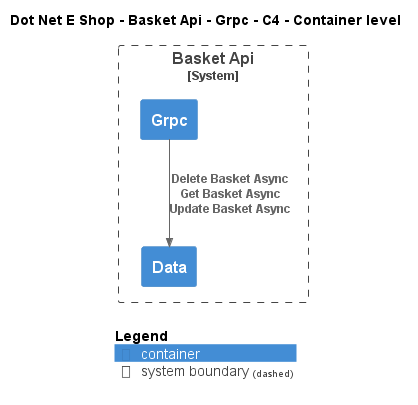 Dot Net E Shop - Basket Api - Grpc - C4 - Container level
Basket Api
[System]
Grpc
Delete Basket Async
Get Basket Async
Update Basket Async
Data
Legend
container
system boundary (dashed)